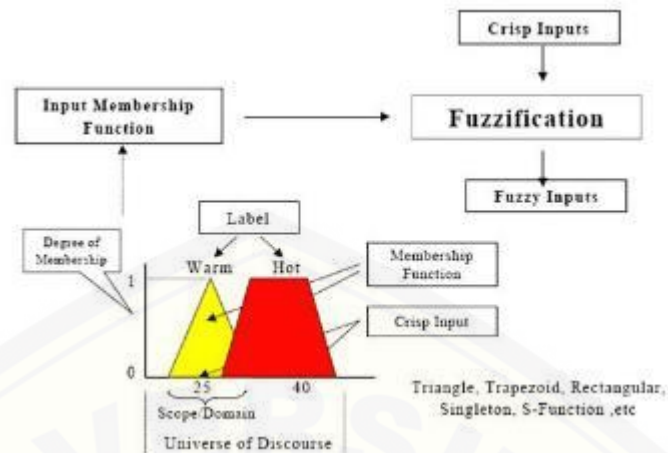 Crisp Inputs
Input Membership
Function
Fuzzification
Fuzzy Inputs
Label
Degree of
Membership
Warm
Hot
Membership
Function
1
Crisp Input
0
25
40
Scope/Domain
Triangle, Trapezoid, Rectangular,
Singleton, S-Function ,etc
Universe of Discourse